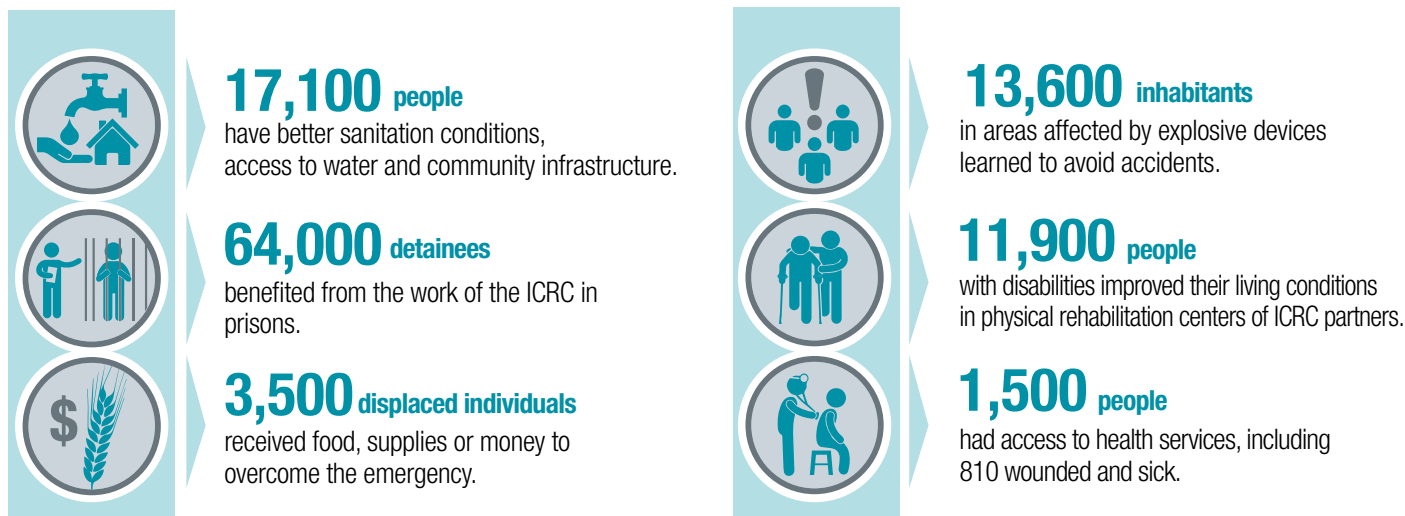 17,100 people
have better sanitation conditions,
access to water and community infrastructure.
64,000 detainees
benefited from the work of the ICRC in
prisons.
$
3,500 displaced individuals
received food, supplies or money to
overcome the emergency.
13,600 inhabitants
in areas affected by explosive devices
learned to avoid accidents.
11,900 people
with disabilities improved their living conditions
in physical rehabilitation centers of ICRC partners.
1,500 people
had access to health services, including
810 wounded and sick.